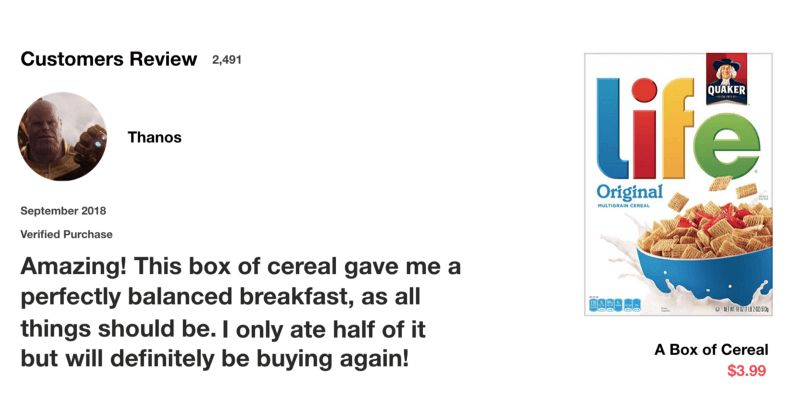 Customers Review 2,491
Thanos
September 2018
Verified Purchase
Amazing! This box of cereal gave me a
perfectly balanced breakfast, as all
things should be. I only ate half of it
but will definitely be buying again!
QUAKER
life
Original
MULTIGRAIN CEREAL
A Box of Cereal
$3.99